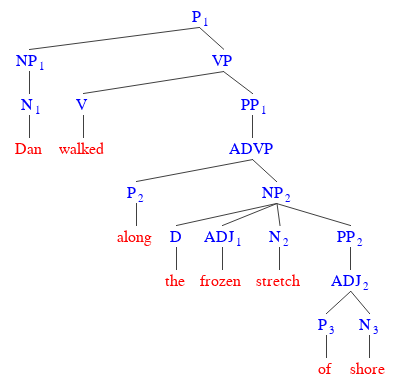 P1
NP1 VP
N1 V PP1
Dan walked ADVP
P2 NP2
along D ADJ1 N2 PP2
the frozen stretch ADJ2
P3 N3
of shore